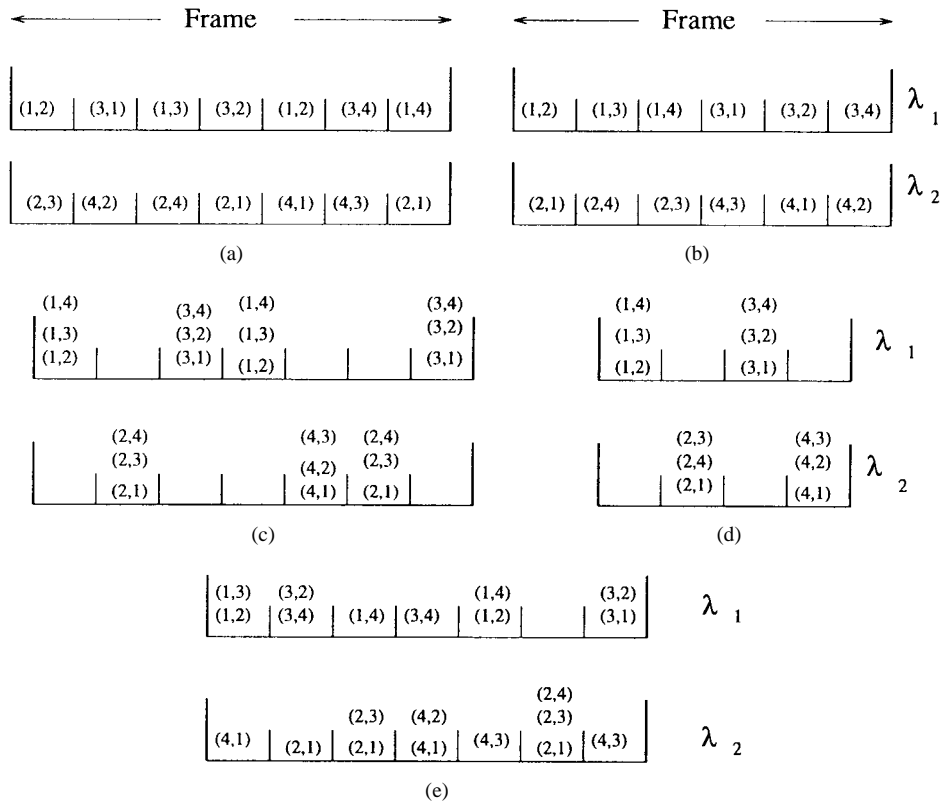 Frame Frame
(1,2) (3,1) (1,3) (3,2) (1,2) (3,4) (1,4) (1,2) (1,3) (1,4) (3,1) (3,2) (3,4) λ 1
(2,3) (4,2) (2,4) (2,1) (4,1) (4,3) (2,1) (2,1) (2,4) (2,3) (4,3) (4,1) (4,2) λ 2
(a) (b)
(1,4) (3,4) (1,4) (3,4) (1,4) (3,4)
(1,3) (3,2) (1,3) (3,2) (1,3) (3,2) λ 1
(1,2) (3,1) (1,2) (3,1) (1,2) (3,1)
(2,4) (4,3) (2,4) (2,3) (4,3)
(2,3) (4,2) (2,3) (2,4) (4,2) λ 2
(2,1) (4,1) (2,1) (2,1) (4,1)
(c) (d)
(1,3) (3,2) (1,4) (3,2)
(1,2) (3,4) (1,4) (3,4) (1,2) (3,1) λ 1
(2,4)
(2,3) (4,2) (2,3)
(4,1) (2,1) (2,1) (4,1) (4,3) (2,1) (4,3) λ 2
(e)